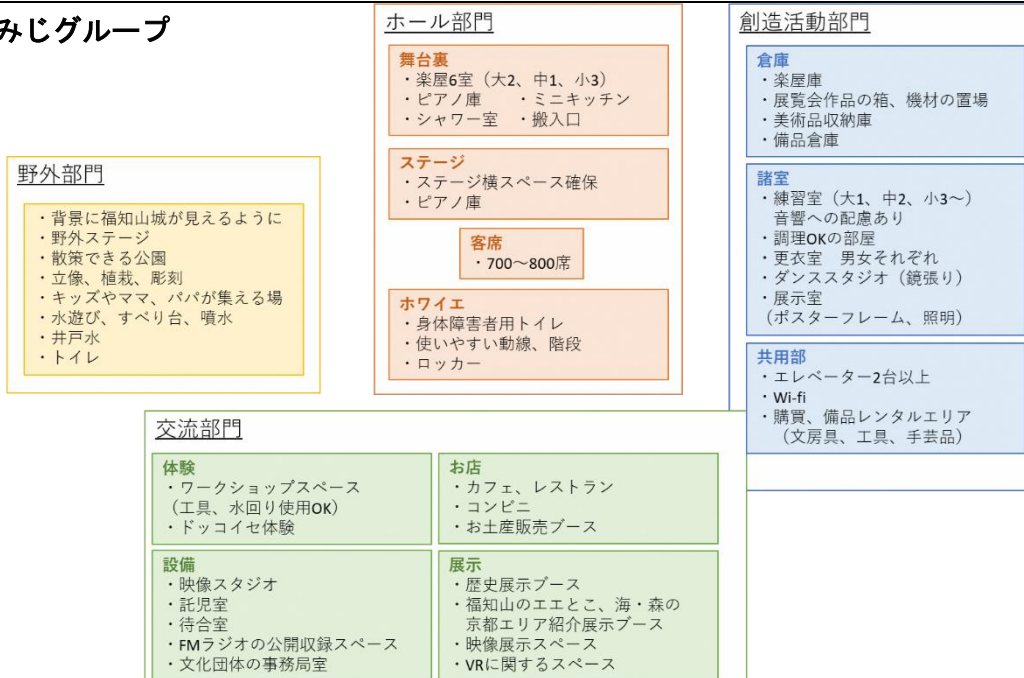 みじグループ
野外部門
・背景に福知山城が見えるように
・野外ステージ
・散策できる公園
・立像、植栽、彫刻
・キッズやママ、パパが集える場
・水遊び、すべり台、噴水
・井戸水
・トイレ
ホール部門
舞台裏
・楽屋6室（大2、中1、小3）
・ピアノ庫　・ミニキッチン
・シャワー室　・搬入口
ステージ
・ステージ横スペース確保
・ピアノ庫
客席
・700～800席
ホワイエ
・身体障害者用トイレ
・使いやすい動線、階段
・ロッカー
創造活動部門
倉庫
・楽屋庫
・展覧会作品の箱、機材の置場
・美術品収納庫
・備品倉庫
諸室
・練習室（大1、中2、小3～）
音響への配慮あり
・調理OKの部屋
・更衣室　男女それぞれ
・ダンススタジオ（鏡張り）
・展示室
（ポスターフレーム、照明）
共用部
・エレベーター2台以上
・Wi-fi
・購買、備品レンタルエリア
（文房具、工具、手芸品）
交流部門
体験
・ワークショップスペース
（工具、水回り使用OK）
・ドッコイセ体験
お店
・カフェ、レストラン
・コンビニ
・お土産販売ブース
設備
・映像スタジオ
・託児室
・待合室
・FMラジオの公開収録スペース
・文化団体の事務局室
展示
・歴史展示ブース
・福知山のエエとこ、海・森の
京都エリア紹介展示ブース
・映像展示スペース
・VRに関するスペース